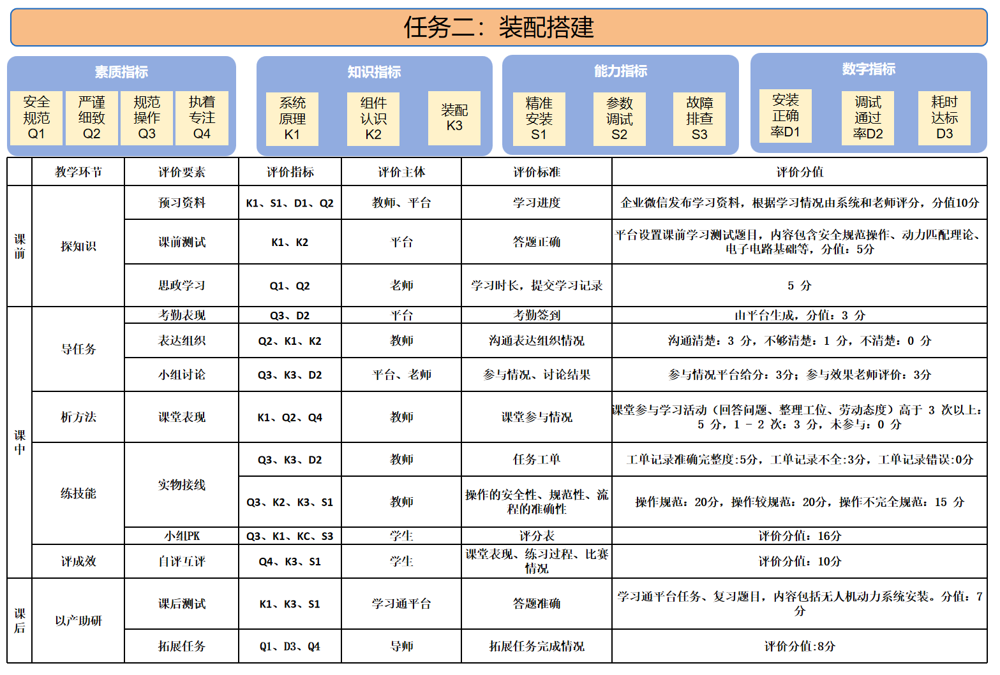 任务二：装配搭建
素质指标
安全
规范
Q1
严谨
细致
Q2
规范
操作
Q3
执着
专注
Q4
知识指标
系统
原理
K1
组件
认识
K2
装配
K3
能力指标
精准
安装
S1
参数
调试
S2
故障
排查
S3
数字指标
安装
正确
率D1
调试
通过
率D2
耗时
达标
D3
教学环节 评价要素 评价指标 评价主体 评价标准 评价分值
课前
探知识
预习资料 K1、S1、D1、Q2 教师、平台 学习进度 企业微信发布学习资料，根据学习情况由系统和老师评分，分值10分
课前测试 K1、K2 平台 答题正确 平台设置课前学习测试题目，内容包含安全规范操作、动力匹配理论、
电子电路基础等，分值：5分
思政学习 Q1、Q2 老师 学习时长，提交学习记录 5 分
课中
导任务
考勤表现 Q3、D2 平台 考勤签到 由平台生成，分值：3 分
表达组织 Q2、K1、K2 教师 沟通表达组织情况 沟通清楚：3 分，不够清楚：1 分，不清楚：0 分
小组讨论 Q3、K3、D2 平台、老师 参与情况、讨论结果 参与情况平台给分：3分；参与效果老师评价：3分
析方法 课堂表现 K1、Q2、Q4 教师 课堂参与情况 课堂参与学习活动（回答问题、整理工位、劳动态度）高于 3 次以上：
5 分，1 - 2 次：3 分，未参与：0 分
练技能
实物接线
Q3、K3、D2 教师 任务工单 工单记录准确完整度:5分，工单记录不全:3分，工单记录错误:0分
Q3、K2、K3、S1 教师 操作的安全性、规范性、流
程的准确性 操作规范：20分，操作较规范：20分，操作不完全规范：15 分
小组PK Q3、K1、KC、S3 学生 评分表 评价分值：16分
评成效 自评互评 Q4、K3、S1 学生 课堂表现、练习过程、比赛
情况 评价分值：10分
课后
以产助研
课后测试 K1、K3、S1 学习通平台 答题准确 学习通平台任务、复习题目，内容包括无人机动力系统安装。分值：7
分
拓展任务 Q1、D3、Q4 导师 拓展任务完成情况 评价分值:8分